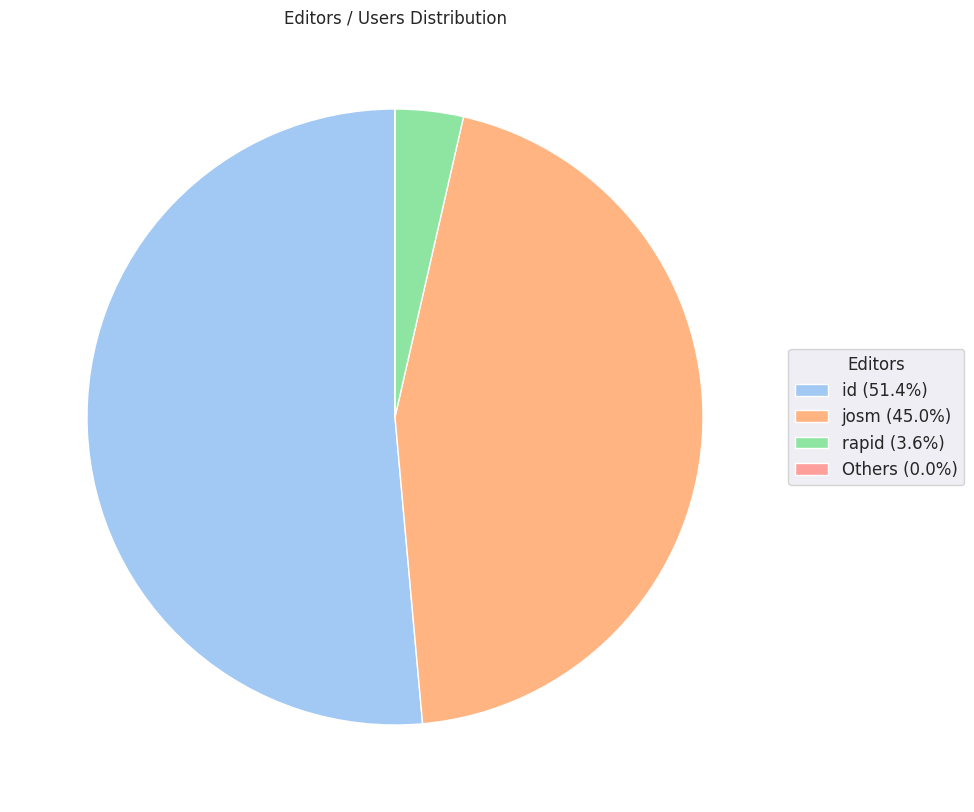 Editors / Users Distribution
Editors
id (51.4%)
josm (45.0%)
rapid (3.6%)
Others (0.0%)